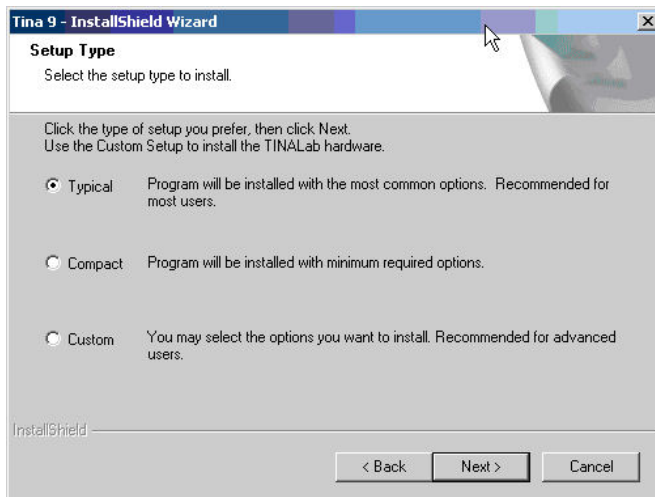 Tina 9 - InstallShield Wizard
Setup Type
Select the setup type to install.
Click the type of setup you prefer, then click Next.
Use the Custom Setup to install the TINALab hardware.
Typical Program will be installed with the most common options. Recommended for
most users.
Compact Program will be installed with minimum required options.
Custom You may select the options you want to install. Recommended for advanced
users.
InstallShield
< Back Next > Cancel